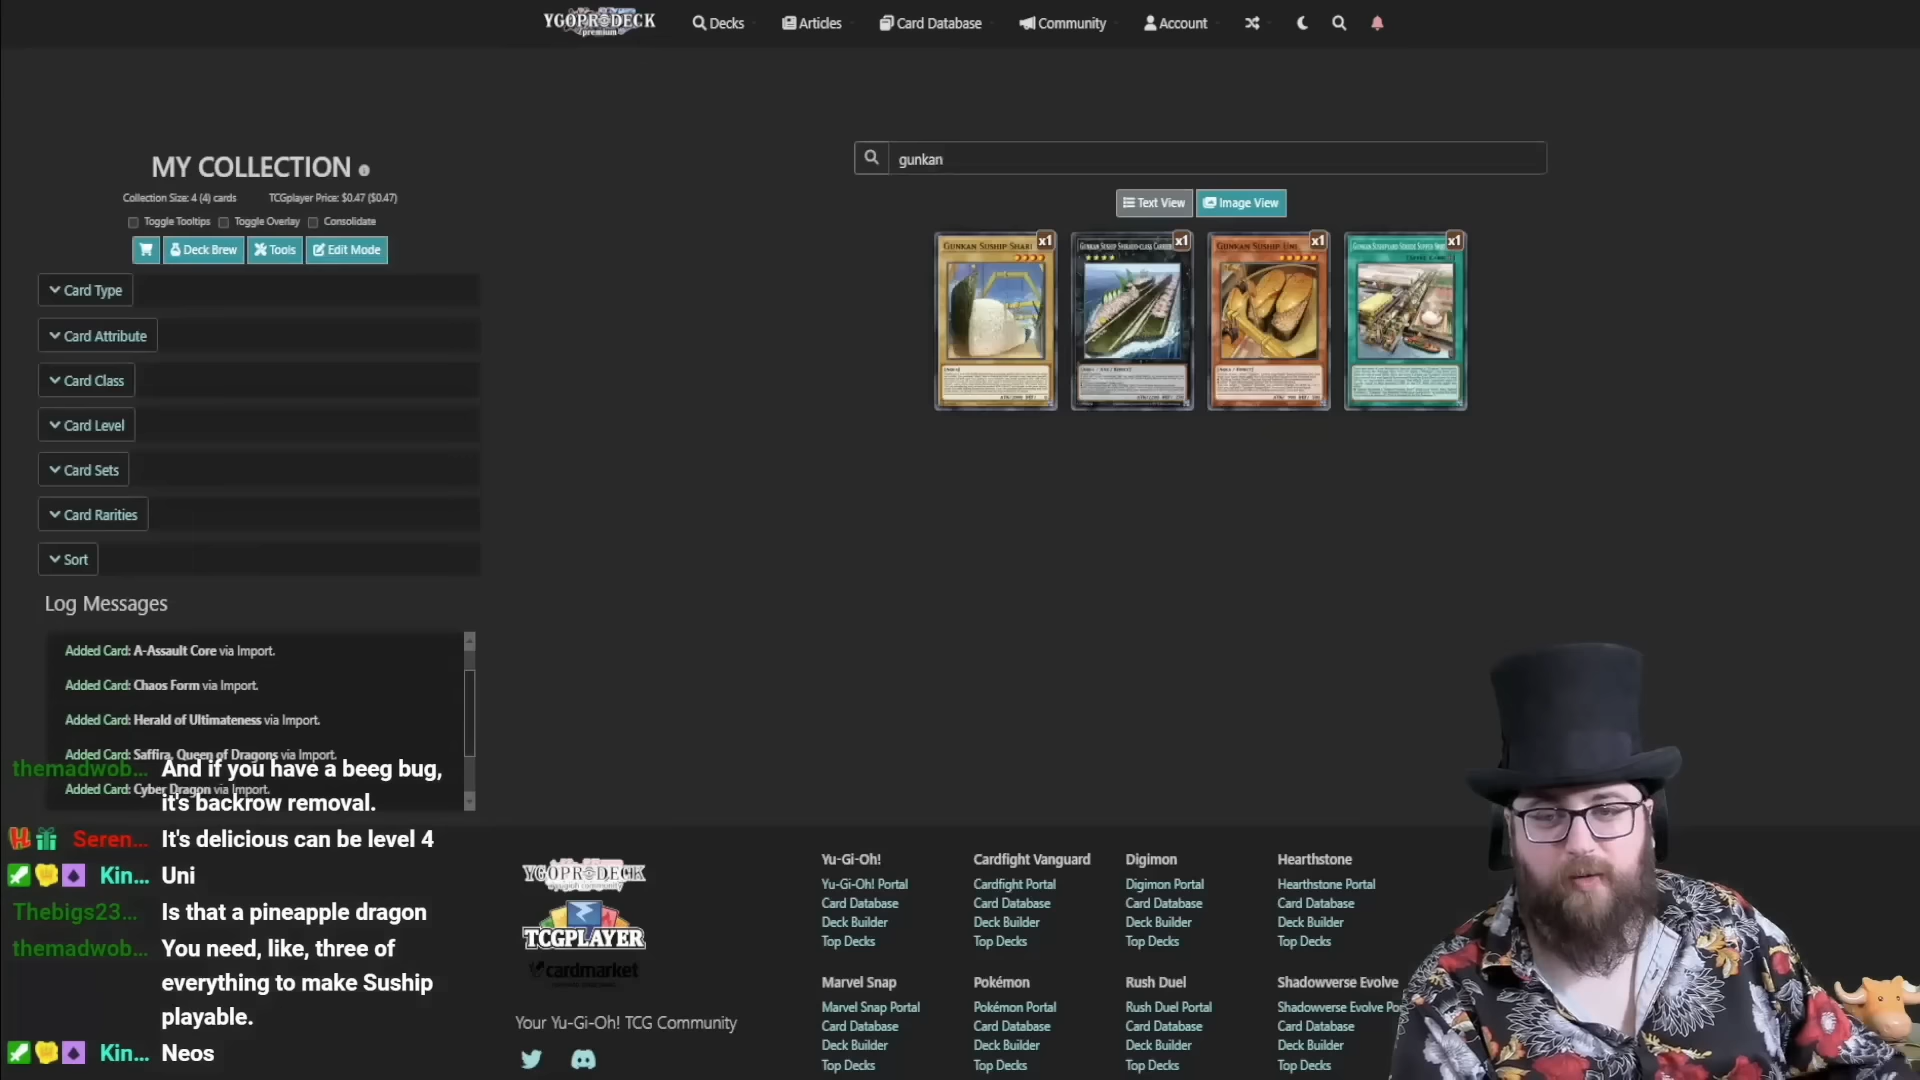 YGOPRODECK
premium
Decks
Articles
Card Database
Community
Account
MY COLLECTION
Collection Size: 4 (4) cards
TCGplayer Price: $0.47 ($0.47)
Toggle Tooltips
Toggle Overlay
Consolidate
Deck Brew
Tools
Edit Mode
Card Type
Card Attribute
Card Class
Card Level
Card Sets
Card Rarities
Sort
gunkan
Text View
Image View
Gunkan Suship Shari
x1
x1
Gunkan Suship Uni
x1
x1
Log Messages
Added Card: A-Assault Core via Import.
Added Card: Chaos Form via Import.
Added Card: Herald of Ultimateness via Import.
Added Card: Saffira, Queen of Dragons via Import.
Added Card: Cyber Dragon via Import.
themadwob... And if you have a beeg bug,
it's backrow removal.
Seren... It's delicious can be level 4
Kin... Uni
Thebigs23... Is that a pineapple dragon
themadwob... You need, like, three of
everything to make Suship
playable.
Kin... Neos
YGOPRODECK
TCGPLAYER
cardmarket
Your Yu-Gi-Oh! TCG Community
Yu-Gi-Oh!
Yu-Gi-Oh! Portal
Card Database
Deck Builder
Top Decks
Cardfight Vanguard
Cardfight Portal
Card Database
Deck Builder
Top Decks
Digimon
Digimon Portal
Card Database
Deck Builder
Top Decks
Hearthstone
Hearthstone Portal
Card Database
Deck Builder
Top Decks
Marvel Snap
Marvel Snap Portal
Card Database
Deck Builder
Top Decks
Pokémon
Pokémon Portal
Card Database
Deck Builder
Top Decks
Rush Duel
Rush Duel Portal
Card Database
Deck Builder
Top Decks
Shadowverse Evolve
Shadowverse Evolve Po
Card Database
Deck Builder
Top Decks